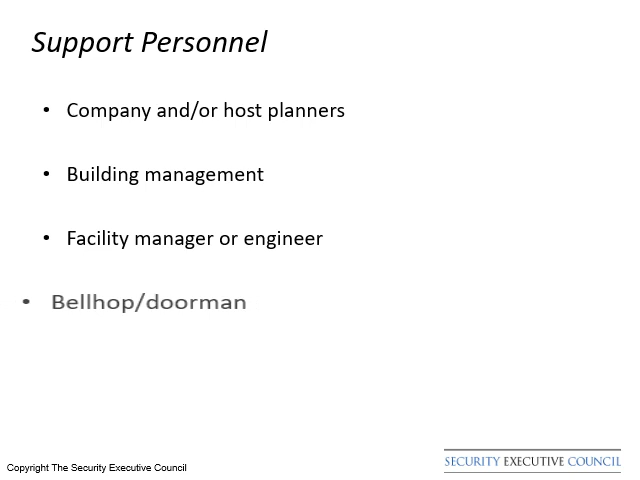 Support Personnel
• Company and/or host planners
• Building management
• Facility manager or engineer
• Bellhop/doorman
Copyright The Security Executive Council
SECURITY EXECUTIVE COUNCIL